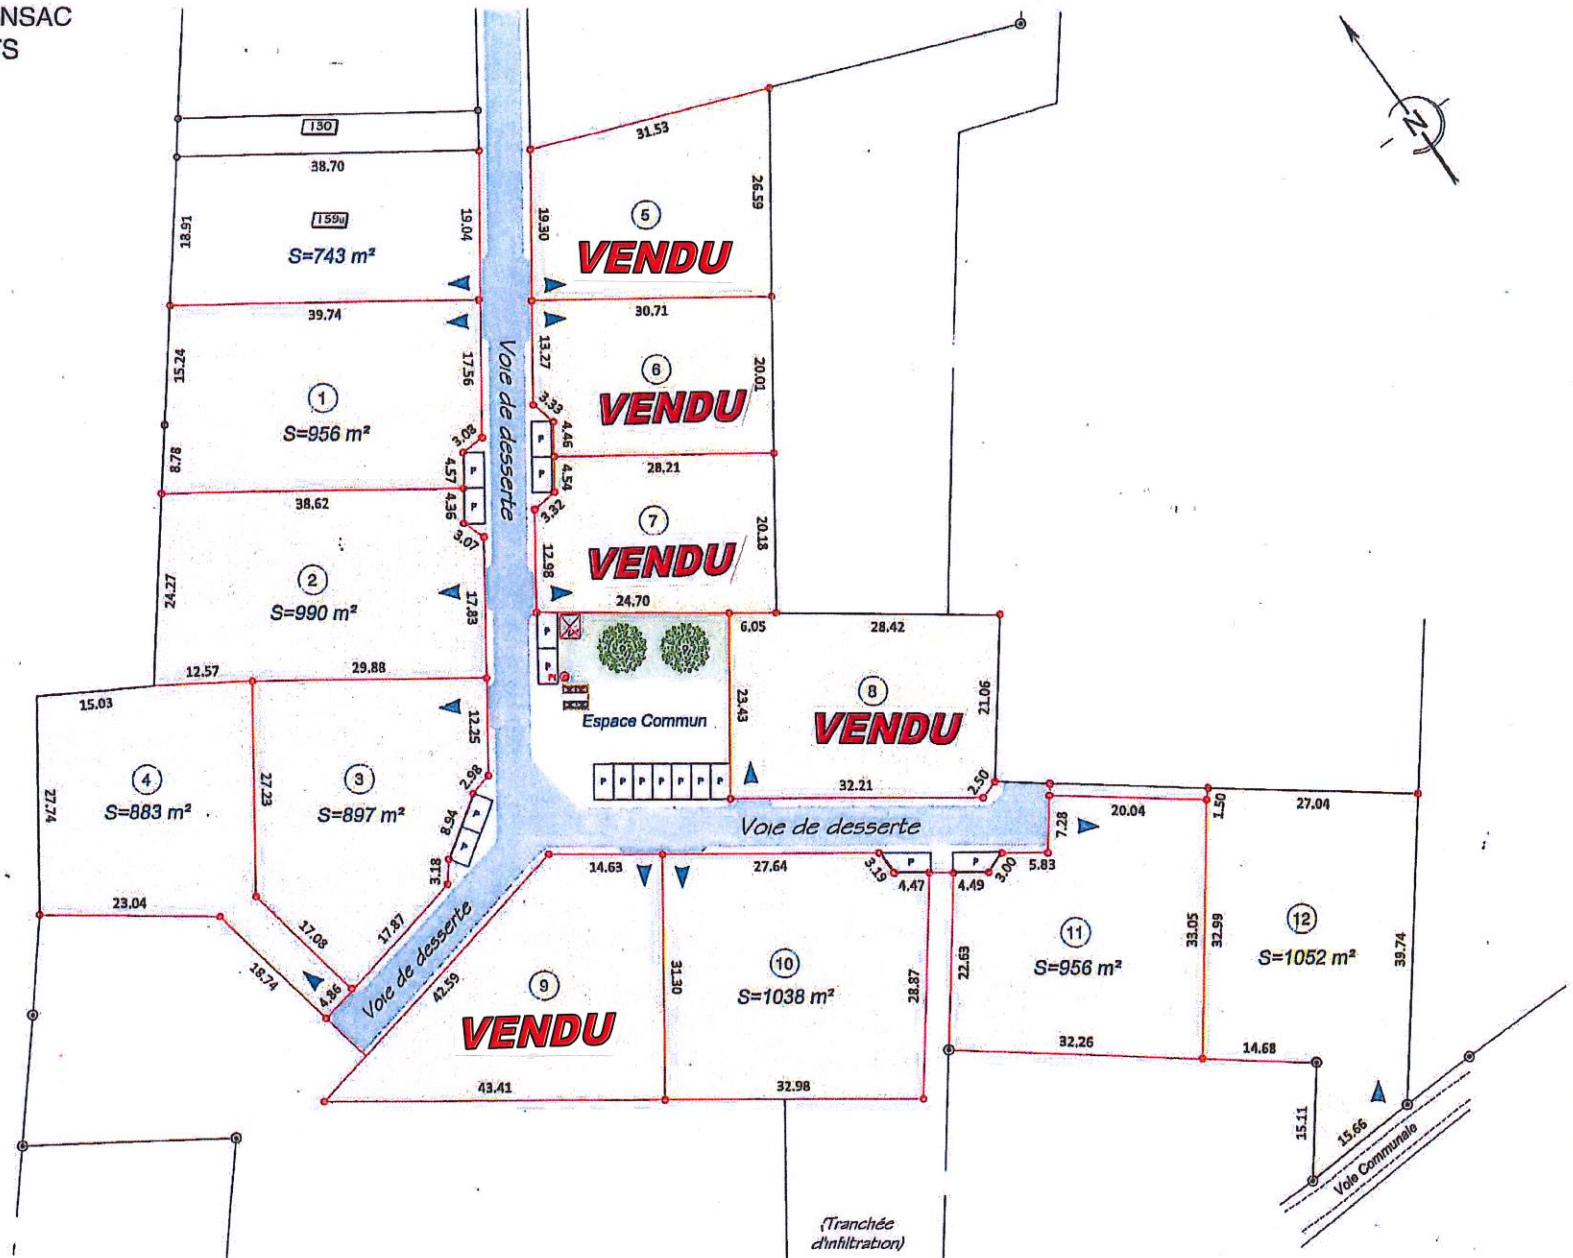 NSAC
TS
N
130
38.70
18.91
159u
19.04
S=743 m²
39.74
15.24
17.56
1
S=956 m²
8.78
3.08
4.57
P
38.62
4.36
P
3.07
2
S=990 m²
24.27
17.83
12.57
29.88
15.03
12.25
4
S=883 m²
27.74
27.23
3
S=897 m²
2.98
8.94
P
P
3.18
23.04
17.08
17.87
18.74
4.86
Voie de desserte
Voie de desserte
31.53
19.30
26.59
5
VENDU
30.71
13.27
20.01
6
VENDU
3.33
4.46
P
28,21
4.54
P
3.32
7
VENDU
20.18
12.98
24.70
P
P
Espace Commun
P P P P P P P
6.05
28.42
23.43
21.06
8
VENDU
32.21
2.50
Voie de desserte
7.28
20.04
1.50
27.04
14.63
27.64
3.19
P
4.47
P
4.49
3.00
5.83
42.59
9
VENDU
43.41
31.30
10
S=1038 m²
28.87
32.98
22.63
11
S=956 m²
33.05
32.99
32.26
12
S=1052 m²
39.74
14.68
15.11
15.66
Voie Communale
(Tranchée
d'infiltration)